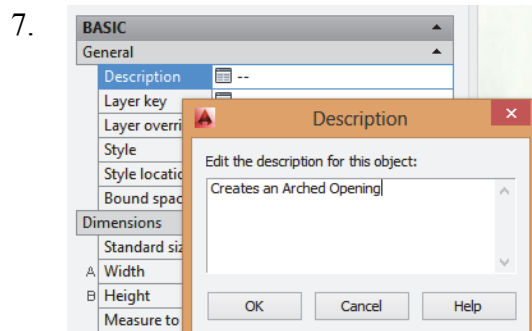 7.
BASIC
General
Description --
Layer key
Layer overri
Description
Style
Edit the description for this object:
Style locatio
Creates an Arched Opening
Bound spac
Dimensions
Standard siz
A Width
B Height
OK Cancel Help
Measure to